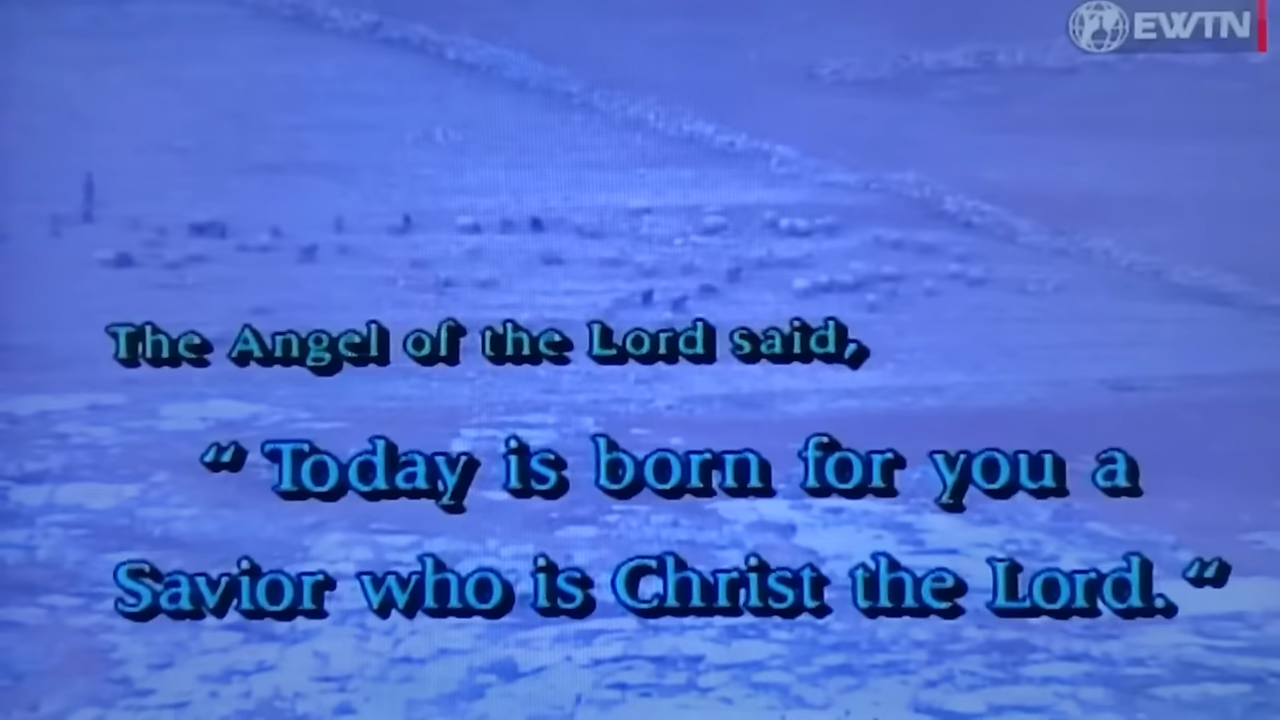 EWTN
The Angel of the Lord said,
“Today is born for you a
Savior who is Christ the Lord.“